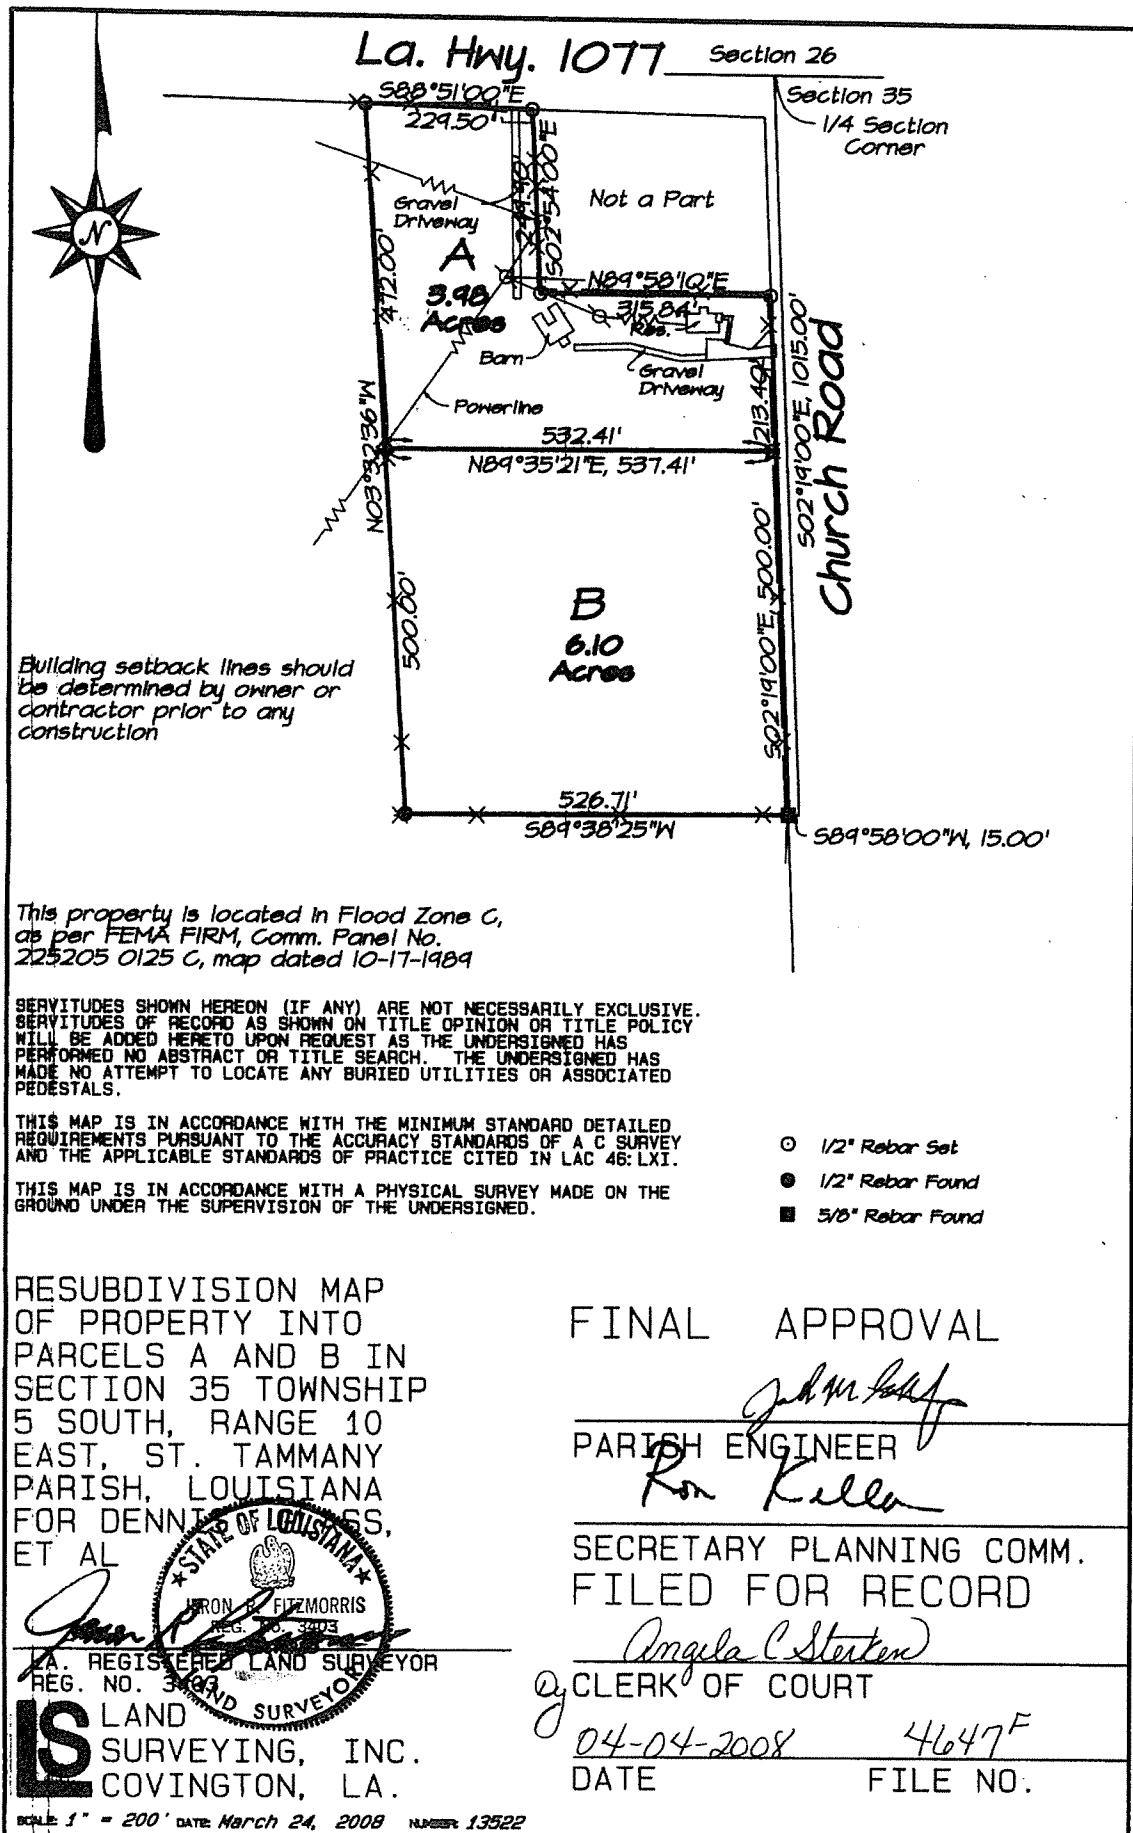 La. Hwy. 1077
Section 26
Section 35
1/4 Section
Corner
S88°51'00"E
229.50'
S02°54'00"E
Not a Part
Gravel
Driveway
N
A
3.98
Acres
472.00'
N89°58'10"E
315.84'
Res.
Barn
Gravel
Driveway
213.40'
S02°19'00"E, 1015.00'
Church Road
Powerline
532.41'
N89°35'21"E, 537.41'
N03°32'36"W
500.00'
B
6.10
Acres
S02°19'00"E, 500.00'
Building setback lines should
be determined by owner or
contractor prior to any
construction
526.71'
S89°38'25"W
S89°58'00"W, 15.00'
This property is located in Flood Zone C,
as per FEMA FIRM, Comm. Panel No.
225205 0125 C, map dated 10-17-1989
SERVITUDES SHOWN HEREON (IF ANY) ARE NOT NECESSARILY EXCLUSIVE.
SERVITUDES OF RECORD AS SHOWN ON TITLE OPINION OR TITLE POLICY
WILL BE ADDED HERETO UPON REQUEST AS THE UNDERSIGNED HAS
PERFORMED NO ABSTRACT OR TITLE SEARCH. THE UNDERSIGNED HAS
MADE NO ATTEMPT TO LOCATE ANY BURIED UTILITIES OR ASSOCIATED
PEDESTALS.
THIS MAP IS IN ACCORDANCE WITH THE MINIMUM STANDARD DETAILED
REQUIREMENTS PURSUANT TO THE ACCURACY STANDARDS OF A C SURVEY
AND THE APPLICABLE STANDARDS OF PRACTICE CITED IN LAC 46:LXI.
THIS MAP IS IN ACCORDANCE WITH A PHYSICAL SURVEY MADE ON THE
GROUND UNDER THE SUPERVISION OF THE UNDERSIGNED.
1/2" Rebar Set
1/2" Rebar Found
5/8" Rebar Found
RESUBDIVISION MAP
OF PROPERTY INTO
PARCELS A AND B IN
SECTION 35 TOWNSHIP
5 SOUTH, RANGE 10
EAST, ST. TAMMANY
PARISH, LOUISIANA
FOR
ET AL
STATE OF LOUISIANA
R. FITZMORRIS
REG. NO. 3403
LAND SURVEYOR
LA. REGISTERED LAND SURVEYOR
REG. NO. 3403
LS LAND
SURVEYING, INC.
COVINGTON, LA.
SCALE: 1" = 200' DATE: March 24, 2008 NUMBER: 13522
FINAL APPROVAL
PARISH ENGINEER
Ron Keller
SECRETARY PLANNING COMM.
FILED FOR RECORD
Angela C Sterken
Dy CLERK OF COURT
04-04-2008 4647F
DATE FILE NO.